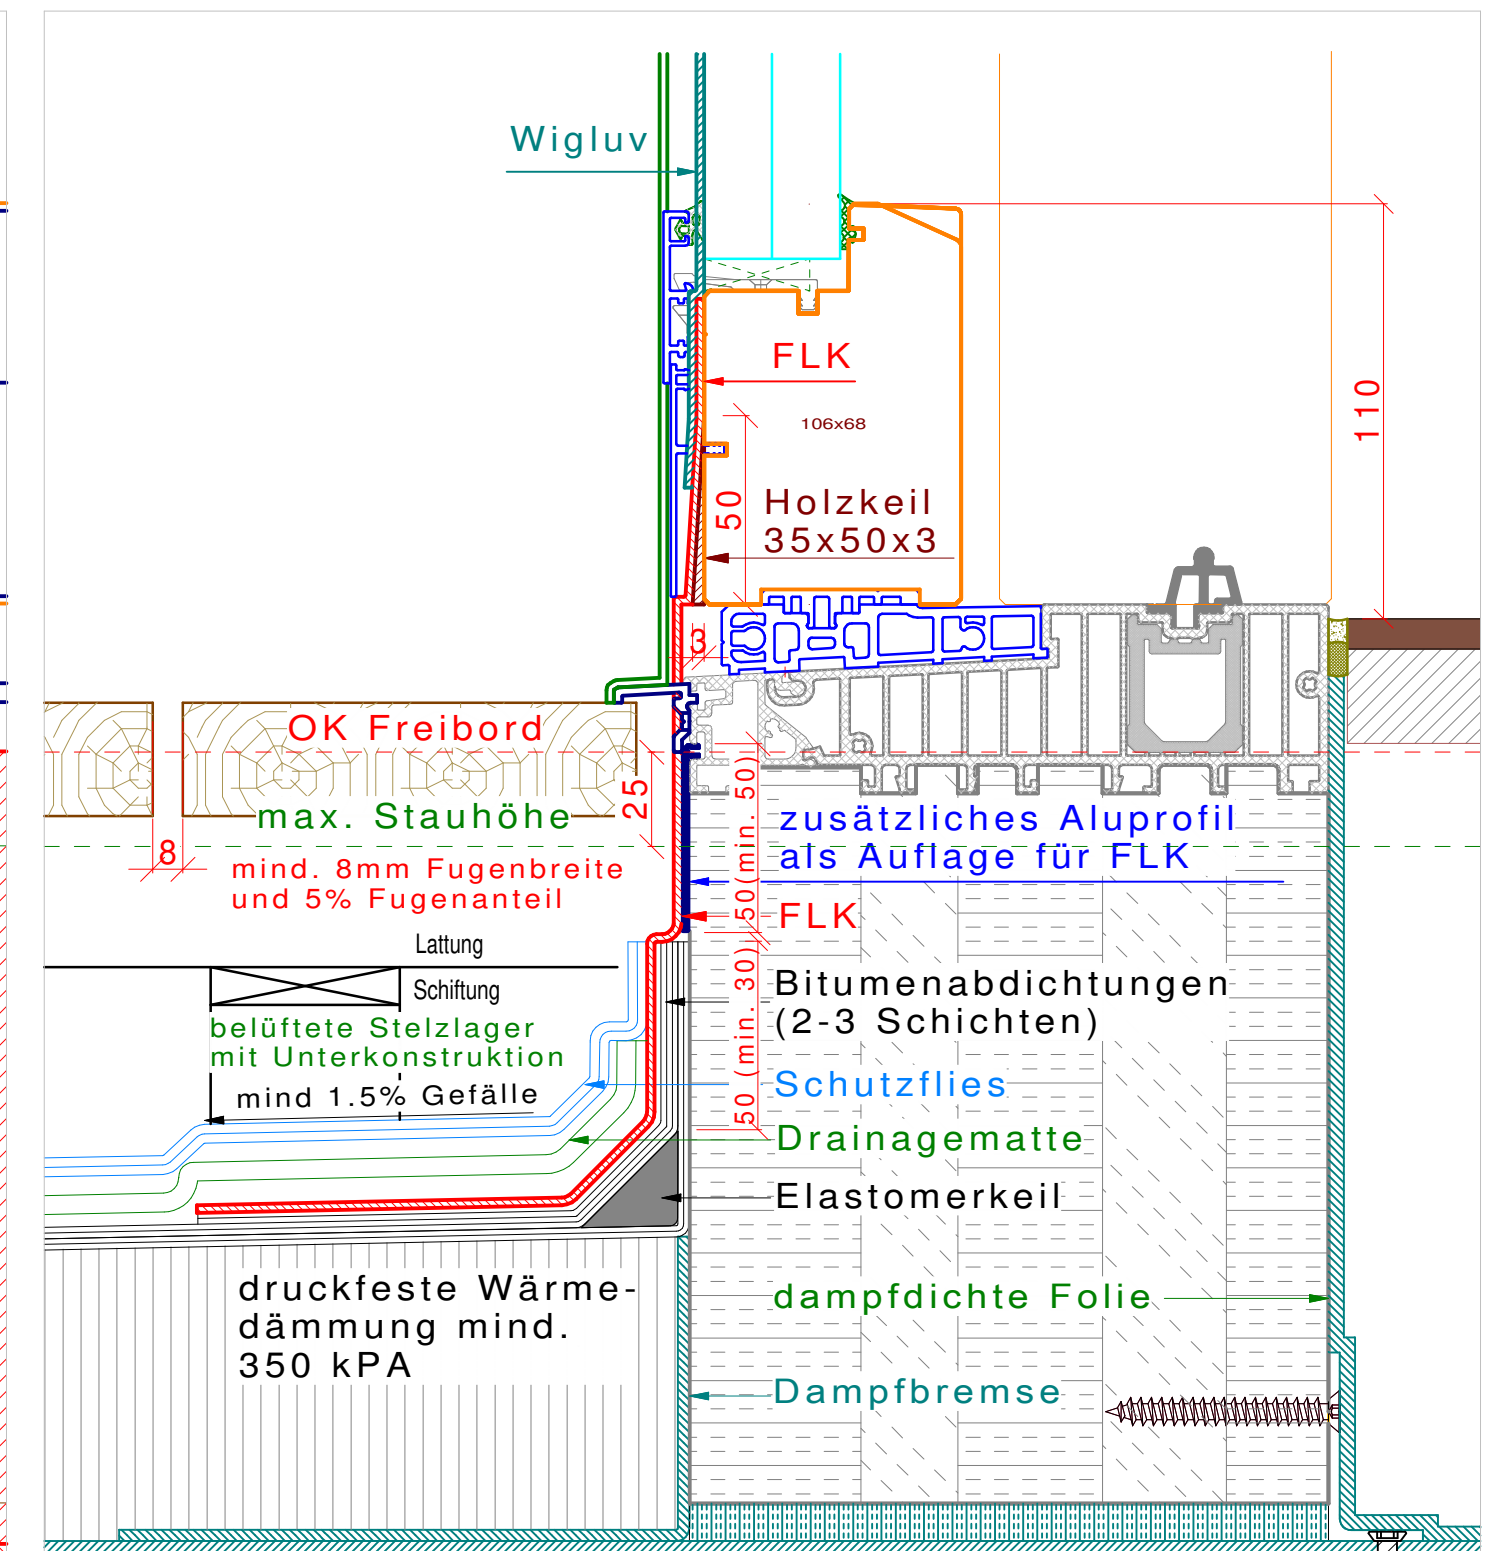 Wigluv
FLK
106x68
110
50
Holzkeil
35x50x3
3
OK Freibord
25
max. Stauhöhe
8
mind. 8mm Fugenbreite
und 5% Fugenanteil
50(min. 50)
zusätzliches Aluprofil
als Auflage für FLK
FLK
Lattung
Schiftung
50 (min. 30)
Bitumenabdichtungen
(2-3 Schichten)
belüftete Stelzlager
mit Unterkonstruktion
mind 1.5% Gefälle
Schutzflies
Drainagematte
Elastomerkeil
druckfeste Wärme-
dämmung mind.
350 kPA
dampfdichte Folie
Dampfbremse